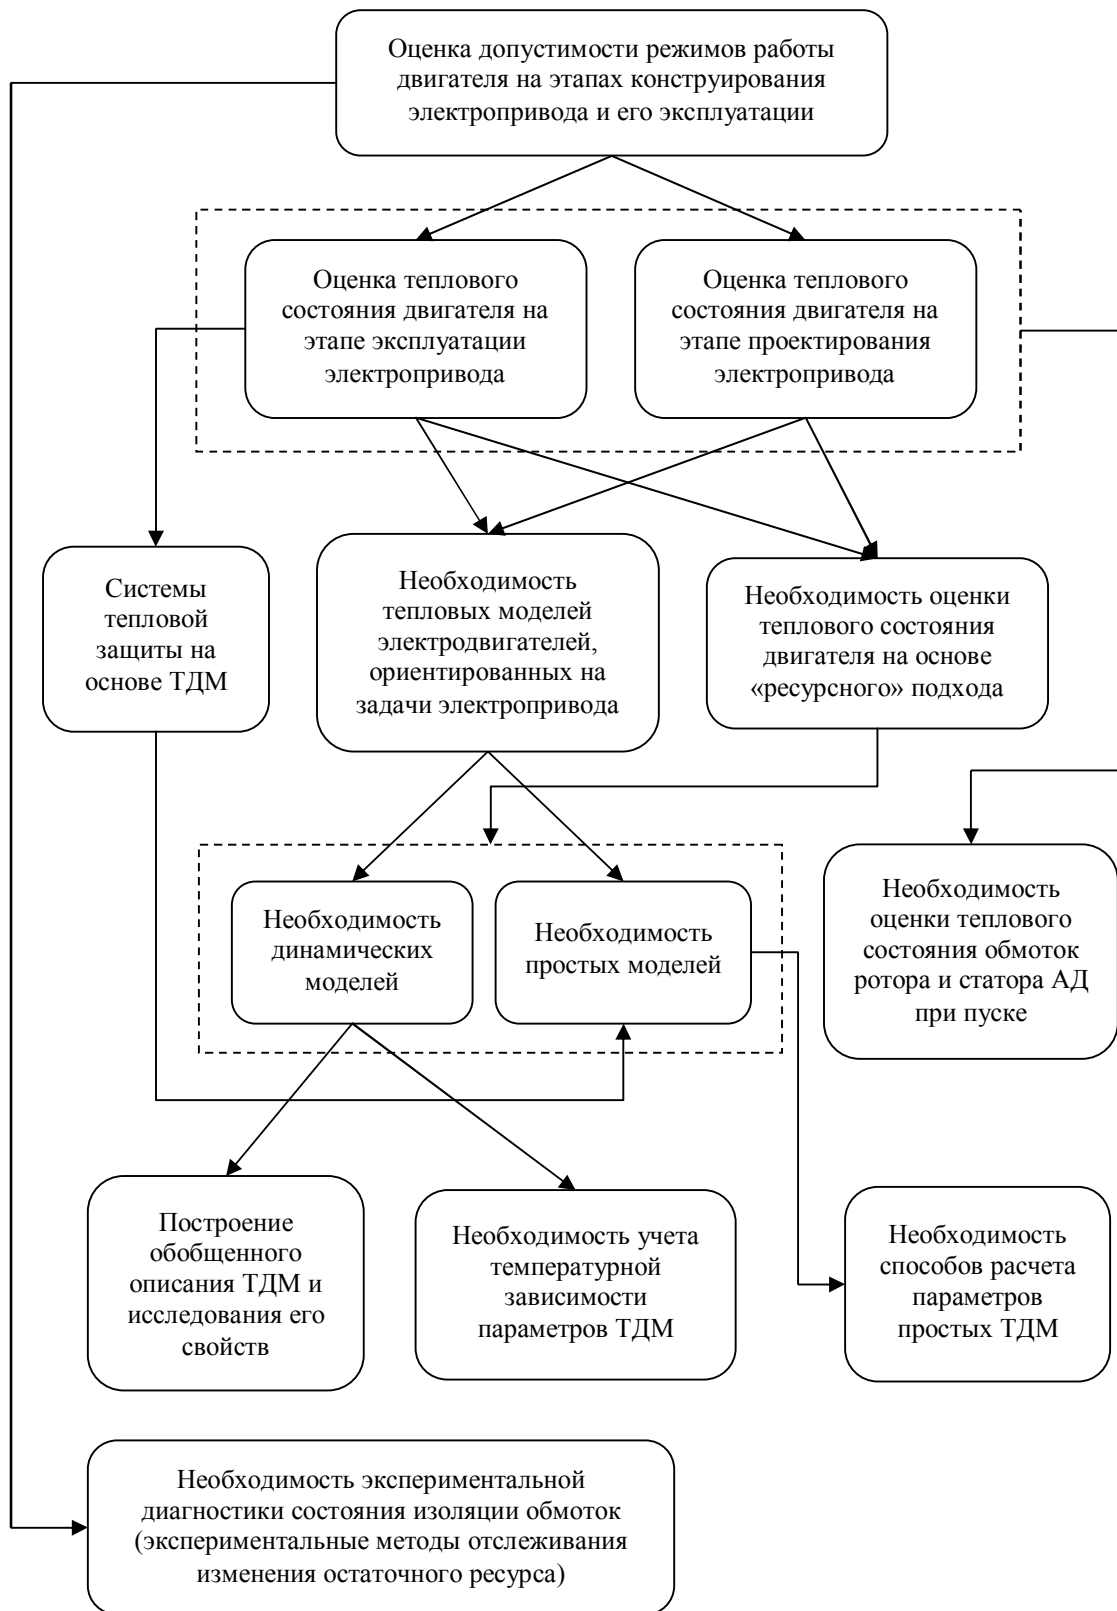 Оценка допустимости режимов работы
двигателя на этапах конструирования
электропривода и его эксплуатации
Оценка теплового
состояния двигателя на
этапе эксплуатации
электропривода
Оценка теплового
состояния двигателя на
этапе проектирования
электропривода
Системы
тепловой
защиты на
основе ТДМ
Необходимость
тепловых моделей
электродвигателей,
ориентированных на
задачи электропривода
Необходимость оценки
теплового состояния
двигателя на основе
«ресурсного» подхода
Необходимость
динамических
моделей
Необходимость
простых моделей
Необходимость
оценки теплового
состояния обмоток
ротора и статора АД
при пуске
Построение
обобщенного
описания ТДМ и
исследования его
свойств
Необходимость учета
температурной
зависимости
параметров ТДМ
Необходимость
способов расчета
параметров
простых ТДМ
Необходимость экспериментальной
диагностики состояния изоляции обмоток
(экспериментальные методы отслеживания
изменения остаточного ресурса)